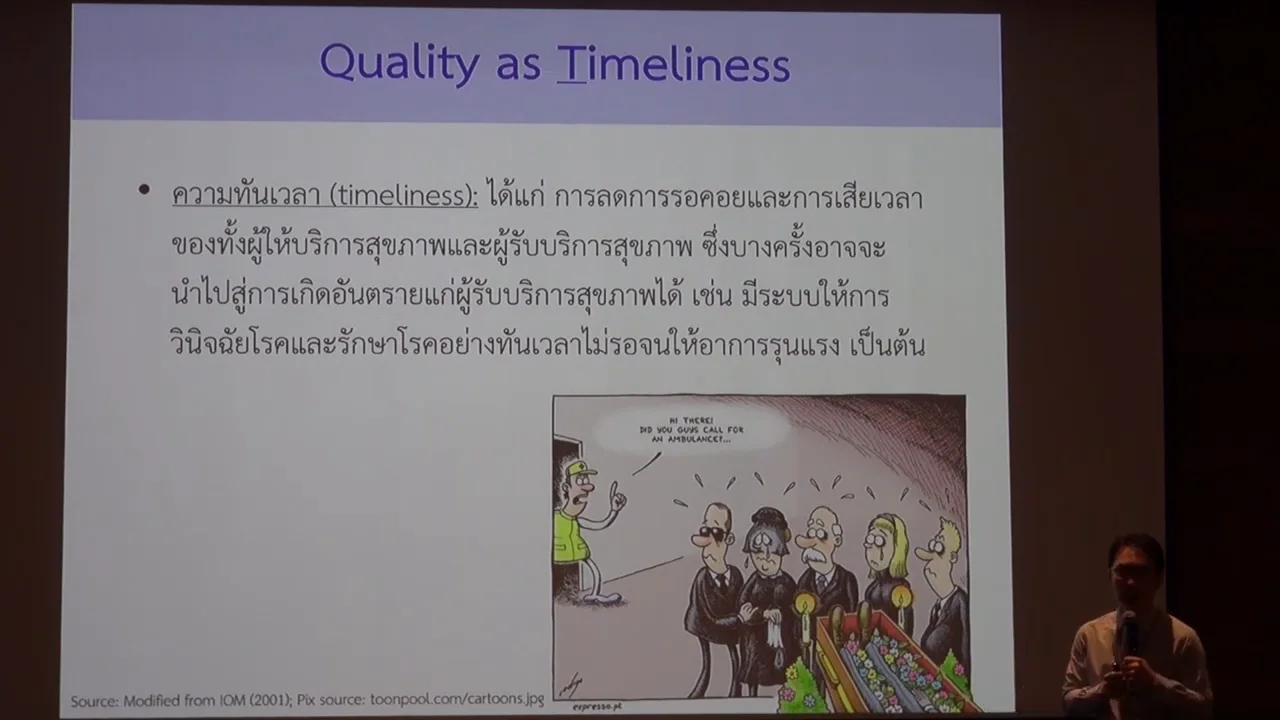 Quality as Timeliness
• ความทันเวลา (timeliness): ได้แก่ การลดการรอคอยและการเสียเวลา
ของทั้งผู้ให้บริการสุขภาพและผู้รับบริการสุขภาพ ซึ่งบางครั้งอาจจะ
นำไปสู่การเกิดอันตรายแก่ผู้รับบริการสุขภาพได้ เช่น มีระบบให้การ
วินิจฉัยโรคและรักษาโรคอย่างทันเวลาไม่รอจนให้อาการรุนแรง เป็นต้น
HI THERE!
DID YOU GUYS CALL FOR
AN AMBULANCE?...
expresso.pt
Source: Modified from IOM (2001); Pix source: toonpool.com/cartoons.jpg